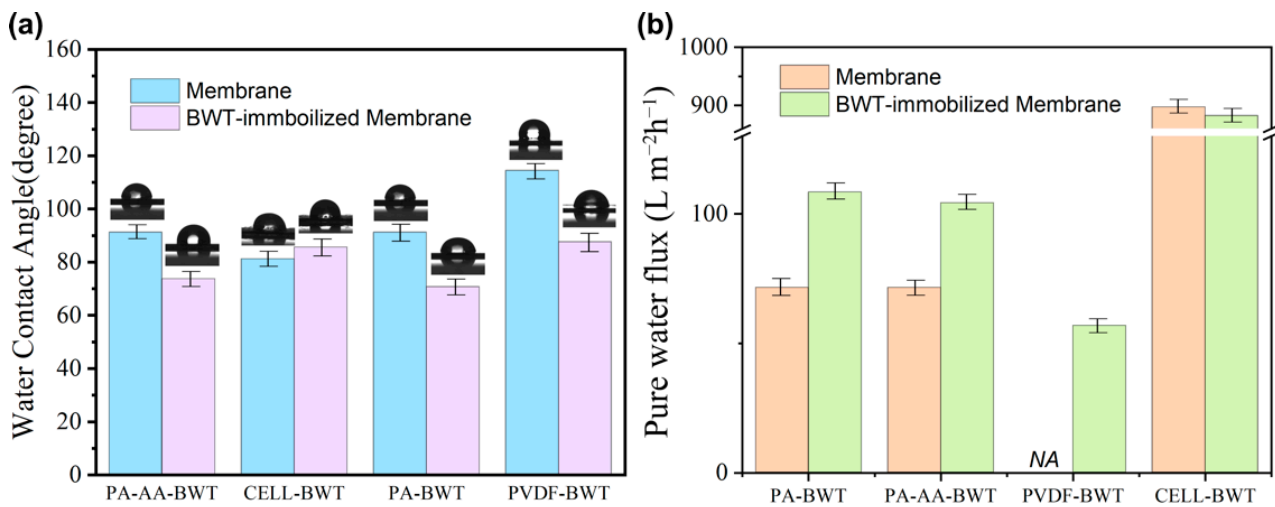 (a)
160
140
120
100
80
60
40
20
0
Water Contact Angle(degree)
Membrane
BWT-immboilized Membrane
PA-AA-BWT CELL-BWT PA-BWT PVDF-BWT
(b)
1000
900
100
0
Pure water flux (L m⁻²h⁻¹)
Membrane
BWT-immobilized Membrane
NA
PA-BWT PA-AA-BWT PVDF-BWT CELL-BWT